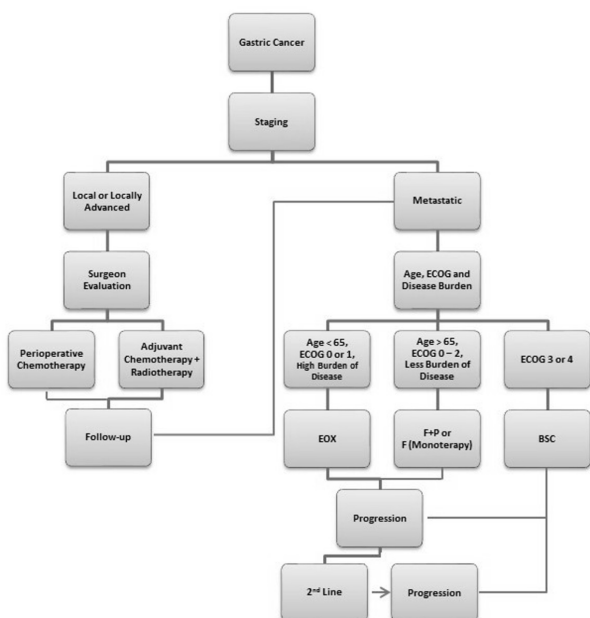 Gastric Cancer
Staging
Local or Locally
Advanced
Metastatic
Surgeon
Evaluation
Age, ECOG and
Disease Burden
Perioperative
Chemotherapy
Adjuvant
Chemotherapy +
Radiotherapy
Age < 65,
ECOG 0 or 1,
High Burden of
Disease
Age > 65,
ECOG 0 – 2,
Less Burden of
Disease
ECOG 3 or 4
Follow-up
EOX
F+P or
F (Monoterapy)
BSC
Progression
2nd Line
Progression